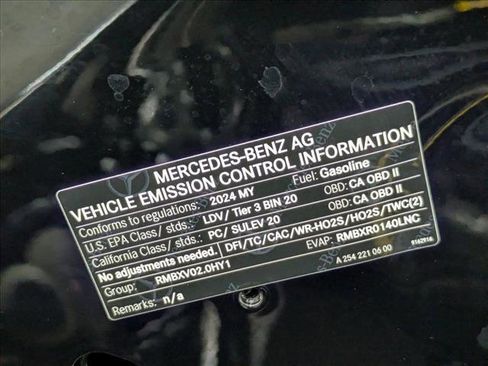 MERCEDES-BENZ AG
VEHICLE EMISSION CONTROL INFORMATION
Conforms to regulations: 2024 MY Fuel: Gasoline
U.S. EPA Class/ stds.: LDV/ Tier 3 BIN 20 OBD: CA OBD II
California Class/ stds.: PC/ SULEV 20 OBD: CA OBD II
No adjustments needed. DFI/TC/CAC/WR-HO2S/HO2S/TWC(2)
Group: RMBXV02.0HY1 EVAP: RMBXR0140LNC
Remarks: n/a A 254 221 06 00